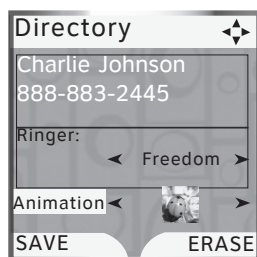 Directory
Charlie Johnson
888-883-2445
Ringer:
Freedom
Animation
SAVE ERASE